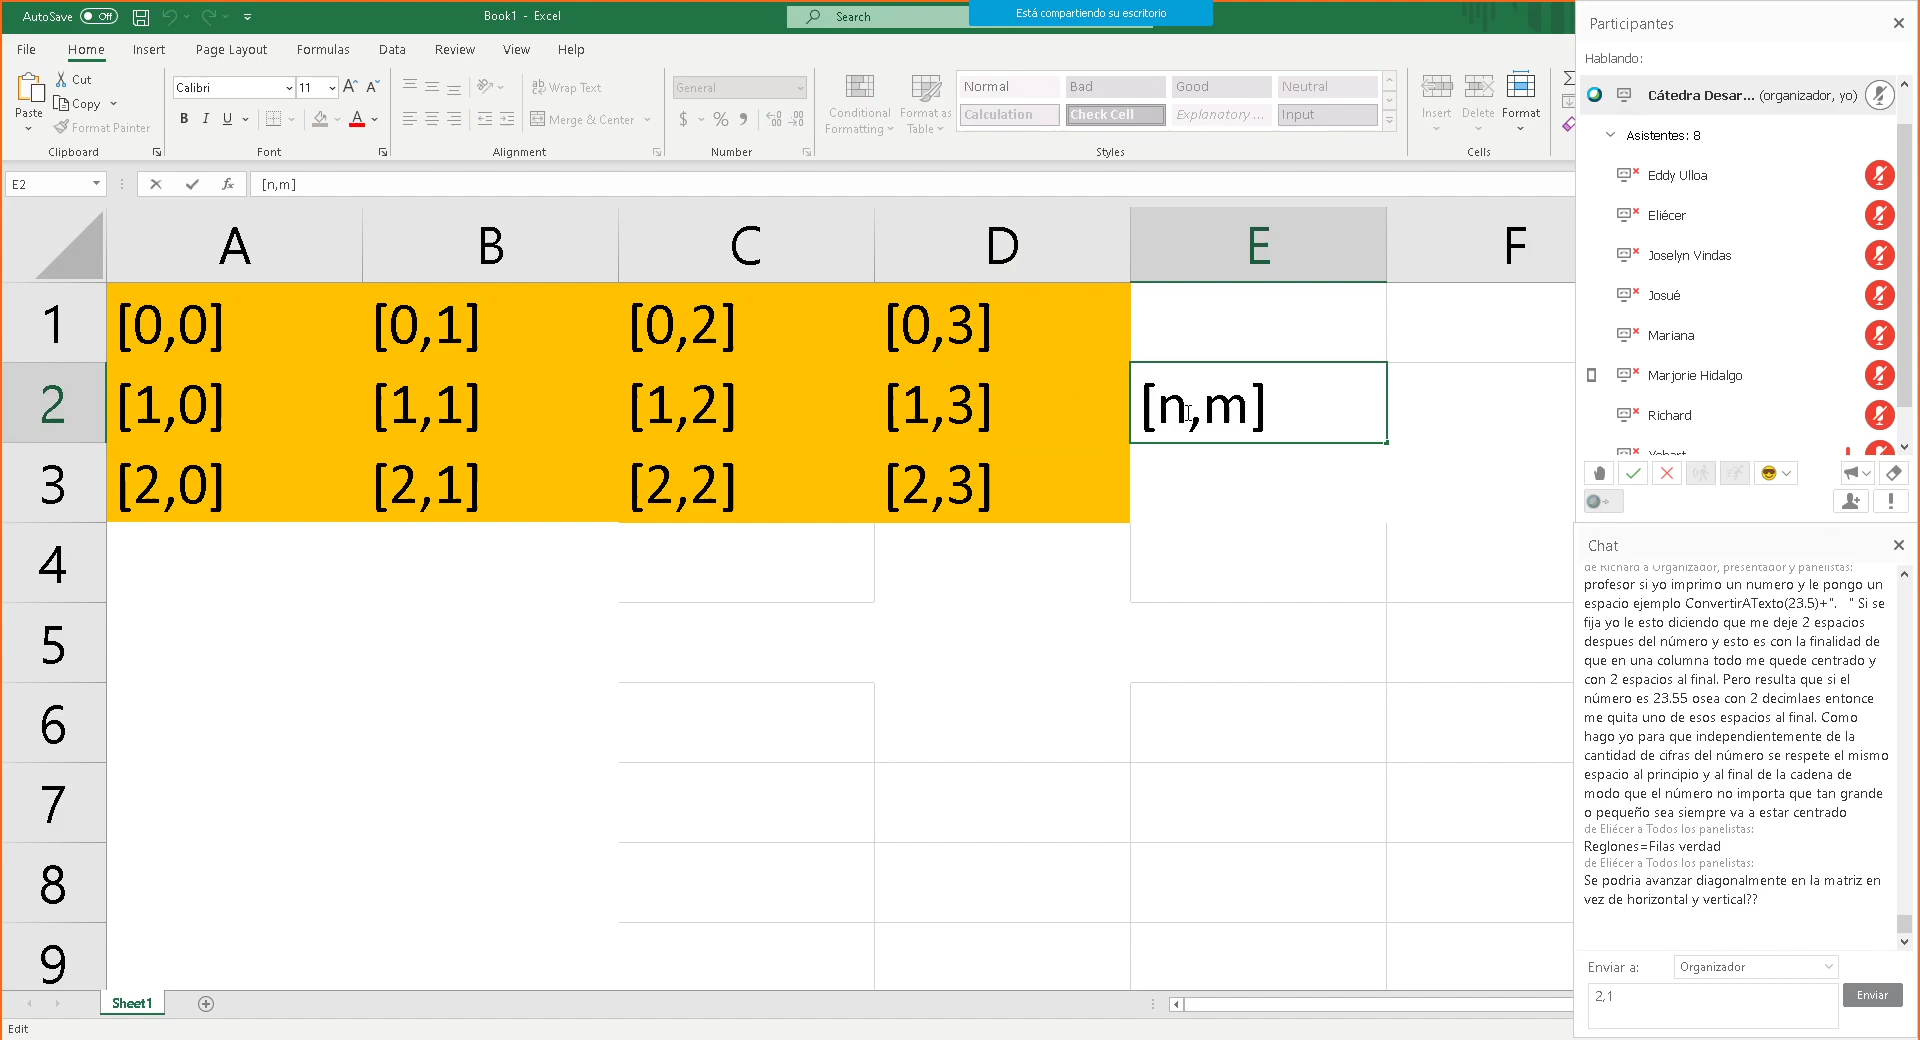 AutoSave Off
Book1 - Excel
Search
Está compartiendo su escritorio
File Home Insert Page Layout Formulas Data Review View Help
Paste
Cut
Copy
Format Painter
Clipboard
Calibri 11
B I U
Font
Wrap Text
Merge & Center
Alignment
General
$ % 9
Number
Conditional Formatting
Format as Table
Normal Bad Good Neutral
Calculation Check Cell Explanatory ... Input
Styles
Insert Delete Format
Cells
E2
fx
[n,m]
A B C D E F
1 [0,0] [0,1] [0,2] [0,3]
2 [1,0] [1,1] [1,2] [1,3] [n,m]
3 [2,0] [2,1] [2,2] [2,3]
4
5
6
7
8
9
Sheet1
Edit
Participantes
Hablando:
Cátedra Desar... (organizador, yo)
Asistentes: 8
Eddy Ulloa
Eliécer
Joselyn Vindas
Josué
Mariana
Marjorie Hidalgo
Richard
Chat
de Richard a Organizador, presentador y panelistas:
profesor si yo imprimo un numero y le pongo un
espacio ejemplo ConvertirATexto(23.5)+".   " Si se
fija yo le esto diciendo que me deje 2 espacios
despues del número y esto es con la finalidad de
que en una columna todo me quede centrado y
con 2 espacios al final. Pero resulta que si el
número es 23.55 osea con 2 decimlaes entonce
me quita uno de esos espacios al final. Como
hago yo para que independientemente de la
cantidad de cifras del número se respete el mismo
espacio al principio y al final de la cadena de
modo que el número no importa que tan grande
o pequeño sea siempre va a estar centrado
de Eliécer a Todos los panelistas:
Reglones=Filas verdad
de Eliécer a Todos los panelistas:
Se podria avanzar diagonalmente en la matriz en
vez de horizontal y vertical??
Enviar a: Organizador
2,1
Enviar